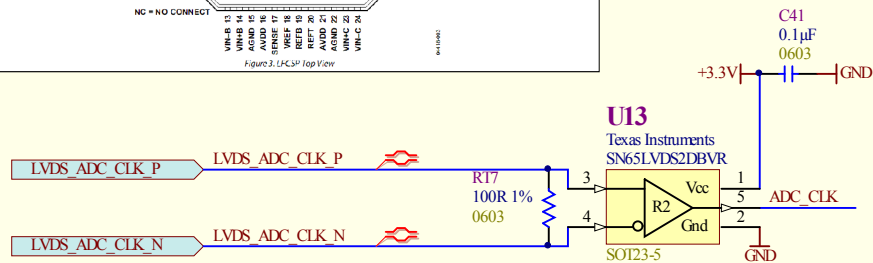 NC = NO CONNECT
VIN–B 13
VIN+B 14
AGND 15
AVDD 16
SENSE 17
VREF 18
REFB 19
REFT 20
AVDD 21
AGND 22
VIN+C 23
VIN–C 24
Figure 3. LFCSP Top View
C41
0.1µF
0603
+3.3V
GND
U13
Texas Instruments
SN65LVDS2DBVR
LVDS_ADC_CLK_P
LVDS_ADC_CLK_P
RT7
100R 1%
0603
3
Vcc
1
R2
5
ADC_CLK
4
Gnd
2
LVDS_ADC_CLK_N
LVDS_ADC_CLK_N
SOT23-5
GND